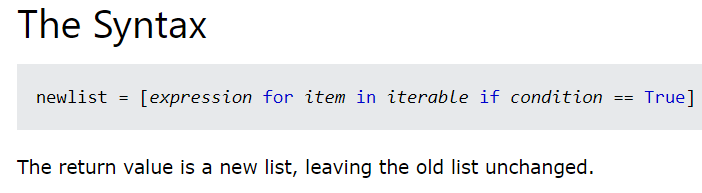 The Syntax
newlist = [expression for item in iterable if condition == True]
The return value is a new list, leaving the old list unchanged.